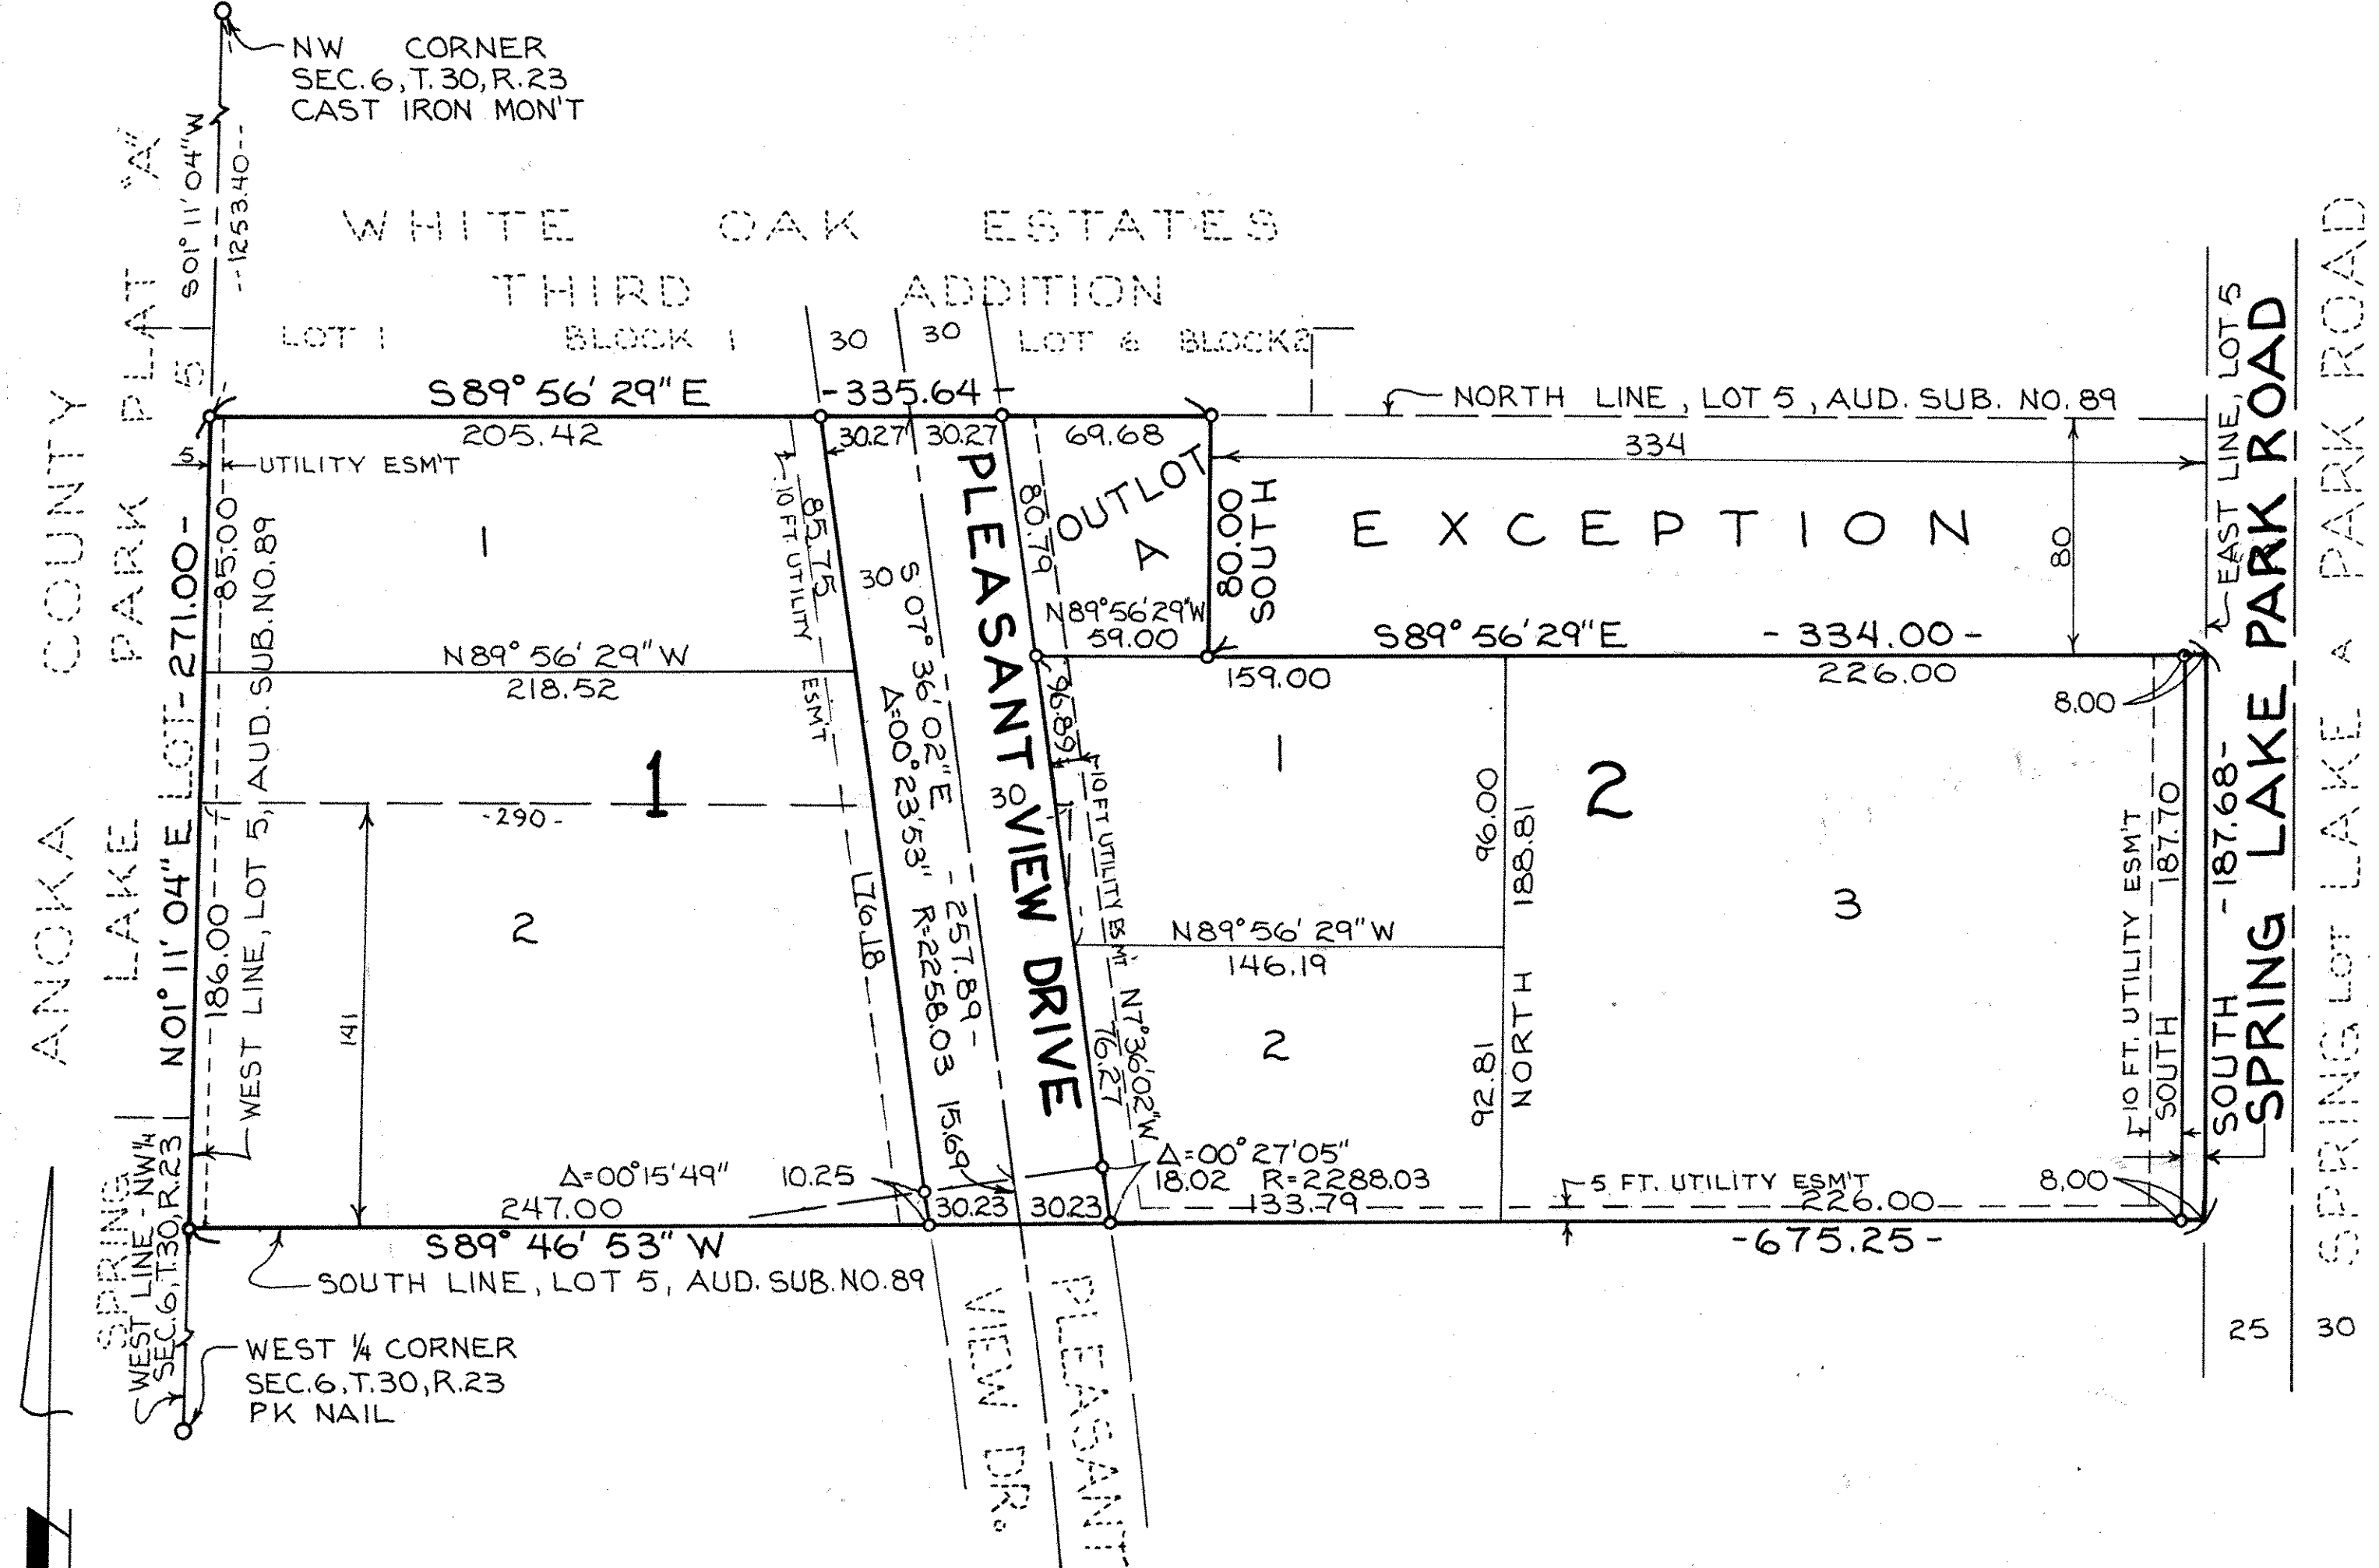 NW CORNER
SEC. 6, T. 30, R. 23
CAST IRON MON'T
S01° 11' 04" W
--1253.40--
WHITE OAK ESTATES
THIRD ADDITION
LOT 1 BLOCK 1
30
30
LOT 6 BLOCK 2
5
S89° 56' 29" E
-335.64-
NORTH LINE, LOT 5, AUD. SUB. NO. 89
205.42
30.27
30.27
69.68
334
5
UTILITY ESM'T
85.00
1
10 FT. UTILITY ESM'T
85.75
80.79
OUTLOT
A
80.00
SOUTH
EXCEPTION
80
EAST LINE, LOT 5
30
N89°56'29"W
59.00
S89° 56' 29" E
-334.00-
N89° 56' 29" W
218.52
159.00
226.00
8.00
96.89
10 FT UTILITY ESM'T
1
1
-290-
30
S 07° 36' 02" E
-257.89-
Δ=00° 23' 53" R=2258.03 15.69
PLEASANT VIEW DRIVE
96.00
188.81
NORTH
92.81
2
3
2
141
176.18
N89° 56' 29" W
146.19
2
N7°36'02"W
76.27
10 FT. UTILITY ESM'T
187.70
SOUTH
-187.68-
SOUTH
SPRING LAKE PARK ROAD
SPRING LAKE PARK ROAD
LOT A
ANOKA COUNTY
SPRING LAKE PARK PLAT "A"
LOT
N01° 11' 04" E
-271.00-
186.00
WEST LINE, LOT 5, AUD. SUB. NO. 89
Δ=00°15'49"
10.25
247.00
30.23
30.23
Δ=00° 27' 05"
18.02 R=2288.03
133.79
5 FT. UTILITY ESM'T
226.00
8.00
S89° 46' 53" W
-675.25-
SOUTH LINE, LOT 5, AUD. SUB. NO. 89
WEST LINE - NW 1/4
SEC. 6, T.30, R.23
WEST 1/4 CORNER
SEC. 6, T. 30, R. 23
PK NAIL
PLEASANT
VIEW DR.
25
30